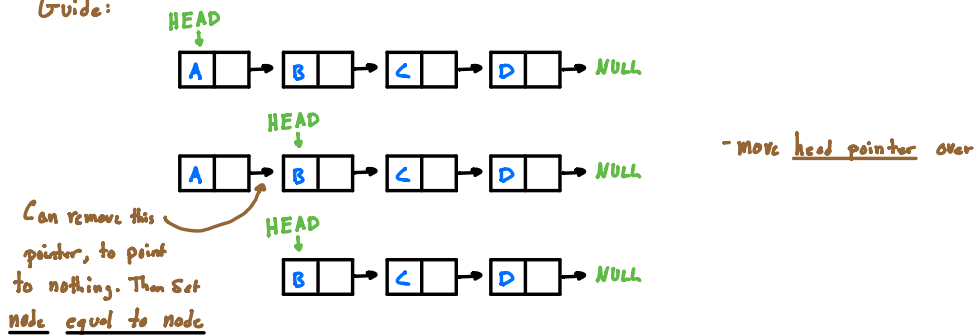 Guide:
HEAD
A B C D NULL
HEAD
A B C D NULL
- move head pointer over
Can remove this
pointer, to point
to nothing. Then Set
node equal to node
HEAD
B C D NULL